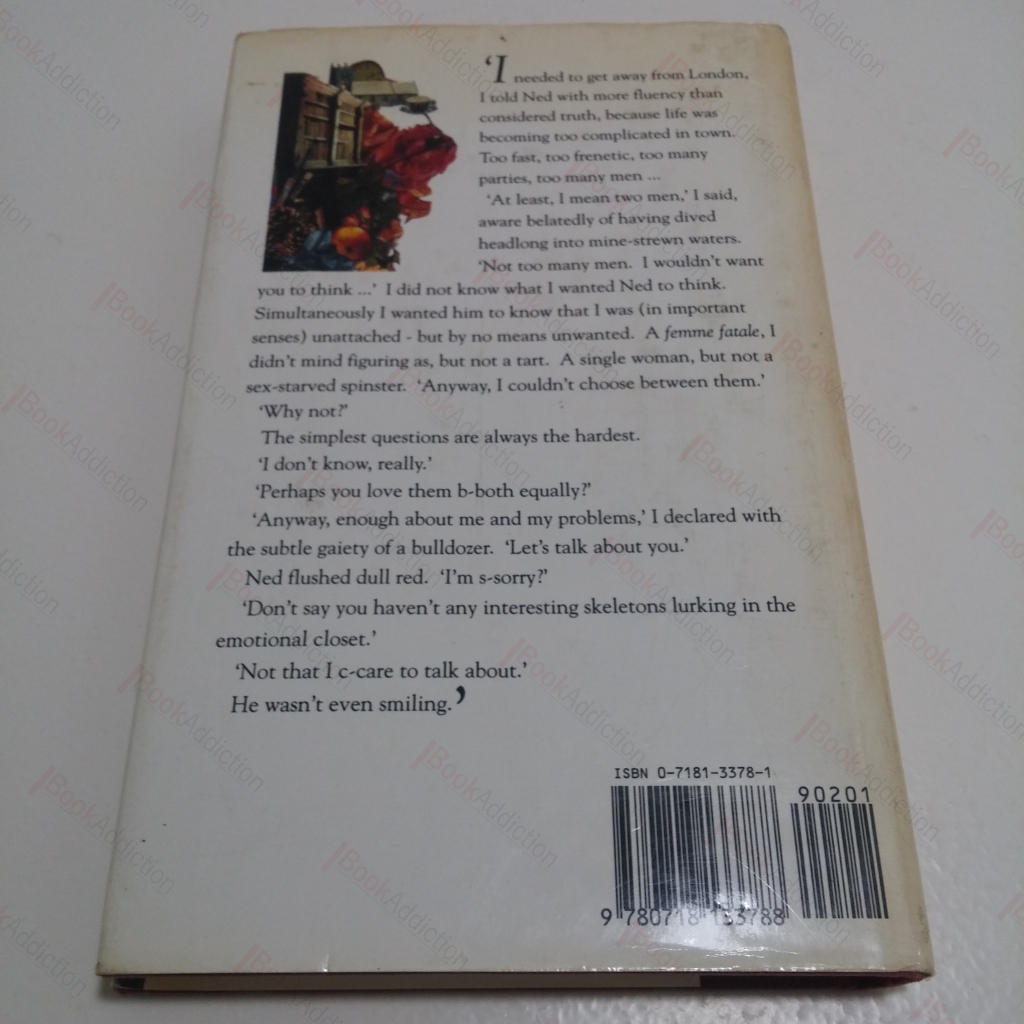 ‘I needed to get away from London,
I told Ned with more fluency than
considered truth, because life was
becoming too complicated in town.
Too fast, too frenetic, too many
parties, too many men ...
‘At least, I mean two men,’ I said,
aware belatedly of having dived
headlong into mine-strewn waters.
‘Not too many men. I wouldn’t want
you to think ...’ I did not know what I wanted Ned to think.
Simultaneously I wanted him to know that I was (in important
senses) unattached - but by no means unwanted. A femme fatale, I
didn’t mind figuring as, but not a tart. A single woman, but not a
sex-starved spinster. ‘Anyway, I couldn’t choose between them.’
‘Why not?’
The simplest questions are always the hardest.
‘I don’t know, really.’
‘Perhaps you love them b-both equally?’
‘Anyway, enough about me and my problems,’ I declared with
the subtle gaiety of a bulldozer. ‘Let’s talk about you.’
Ned flushed dull red. ‘I’m s-sorry?’
‘Don’t say you haven’t any interesting skeletons lurking in the
emotional closet.’
‘Not that I c-care to talk about.’
He wasn’t even smiling.’
ISBN 0-7181-3378-1
90201
9 780718 133788
BookAddiction